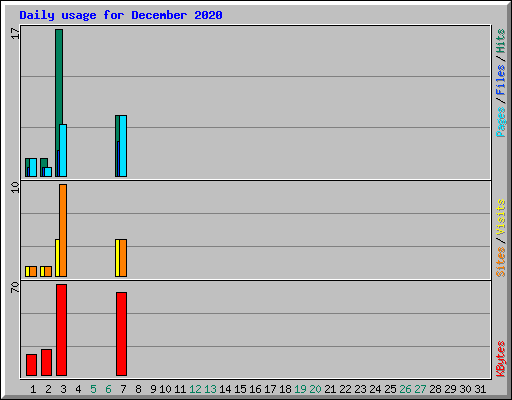 Daily usage for December 2020
17
10
70
Pages/Files/Hits
Sites/Visits
KBytes
1 2 3 4 5 6 7 8 9 10 11 12 13 14 15 16 17 18 19 20 21 22 23 24 25 26 27 28 29 30 31